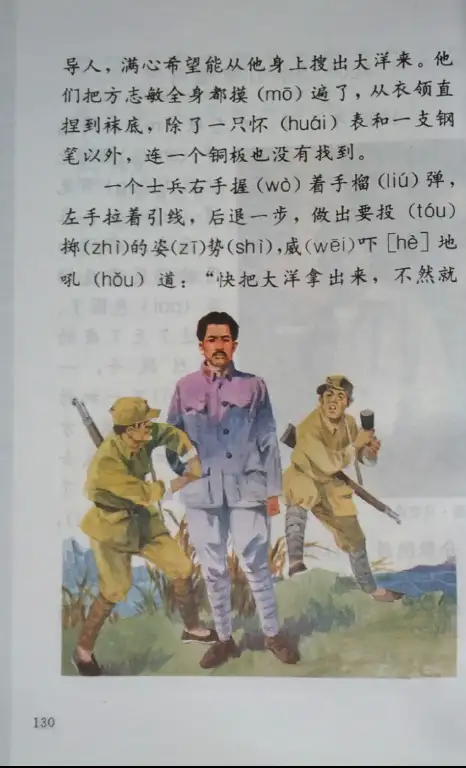 导人，满心希望能从他身上搜出大洋来。他
们把方志敏全身都摸（mō）遍了，从衣领直
捏到袜底，除了一只怀（huái）表和一支钢
笔以外，连一个铜板也没有找到。
一个士兵右手握（wò）着手榴（liú）弹，
左手拉着引线，后退一步，做出要投（tóu）
掷(zhì)的姿(zī)势(shì)，威(wēi)吓［hè］地
吼（hǒu）道：“快把大洋拿出来，不然就
130